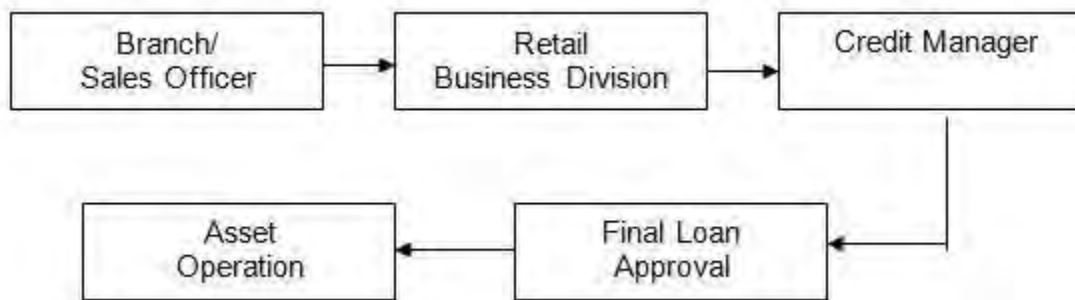 Branch/
Sales Officer
Retail
Business Division
Credit Manager
Final Loan
Approval
Asset
Operation